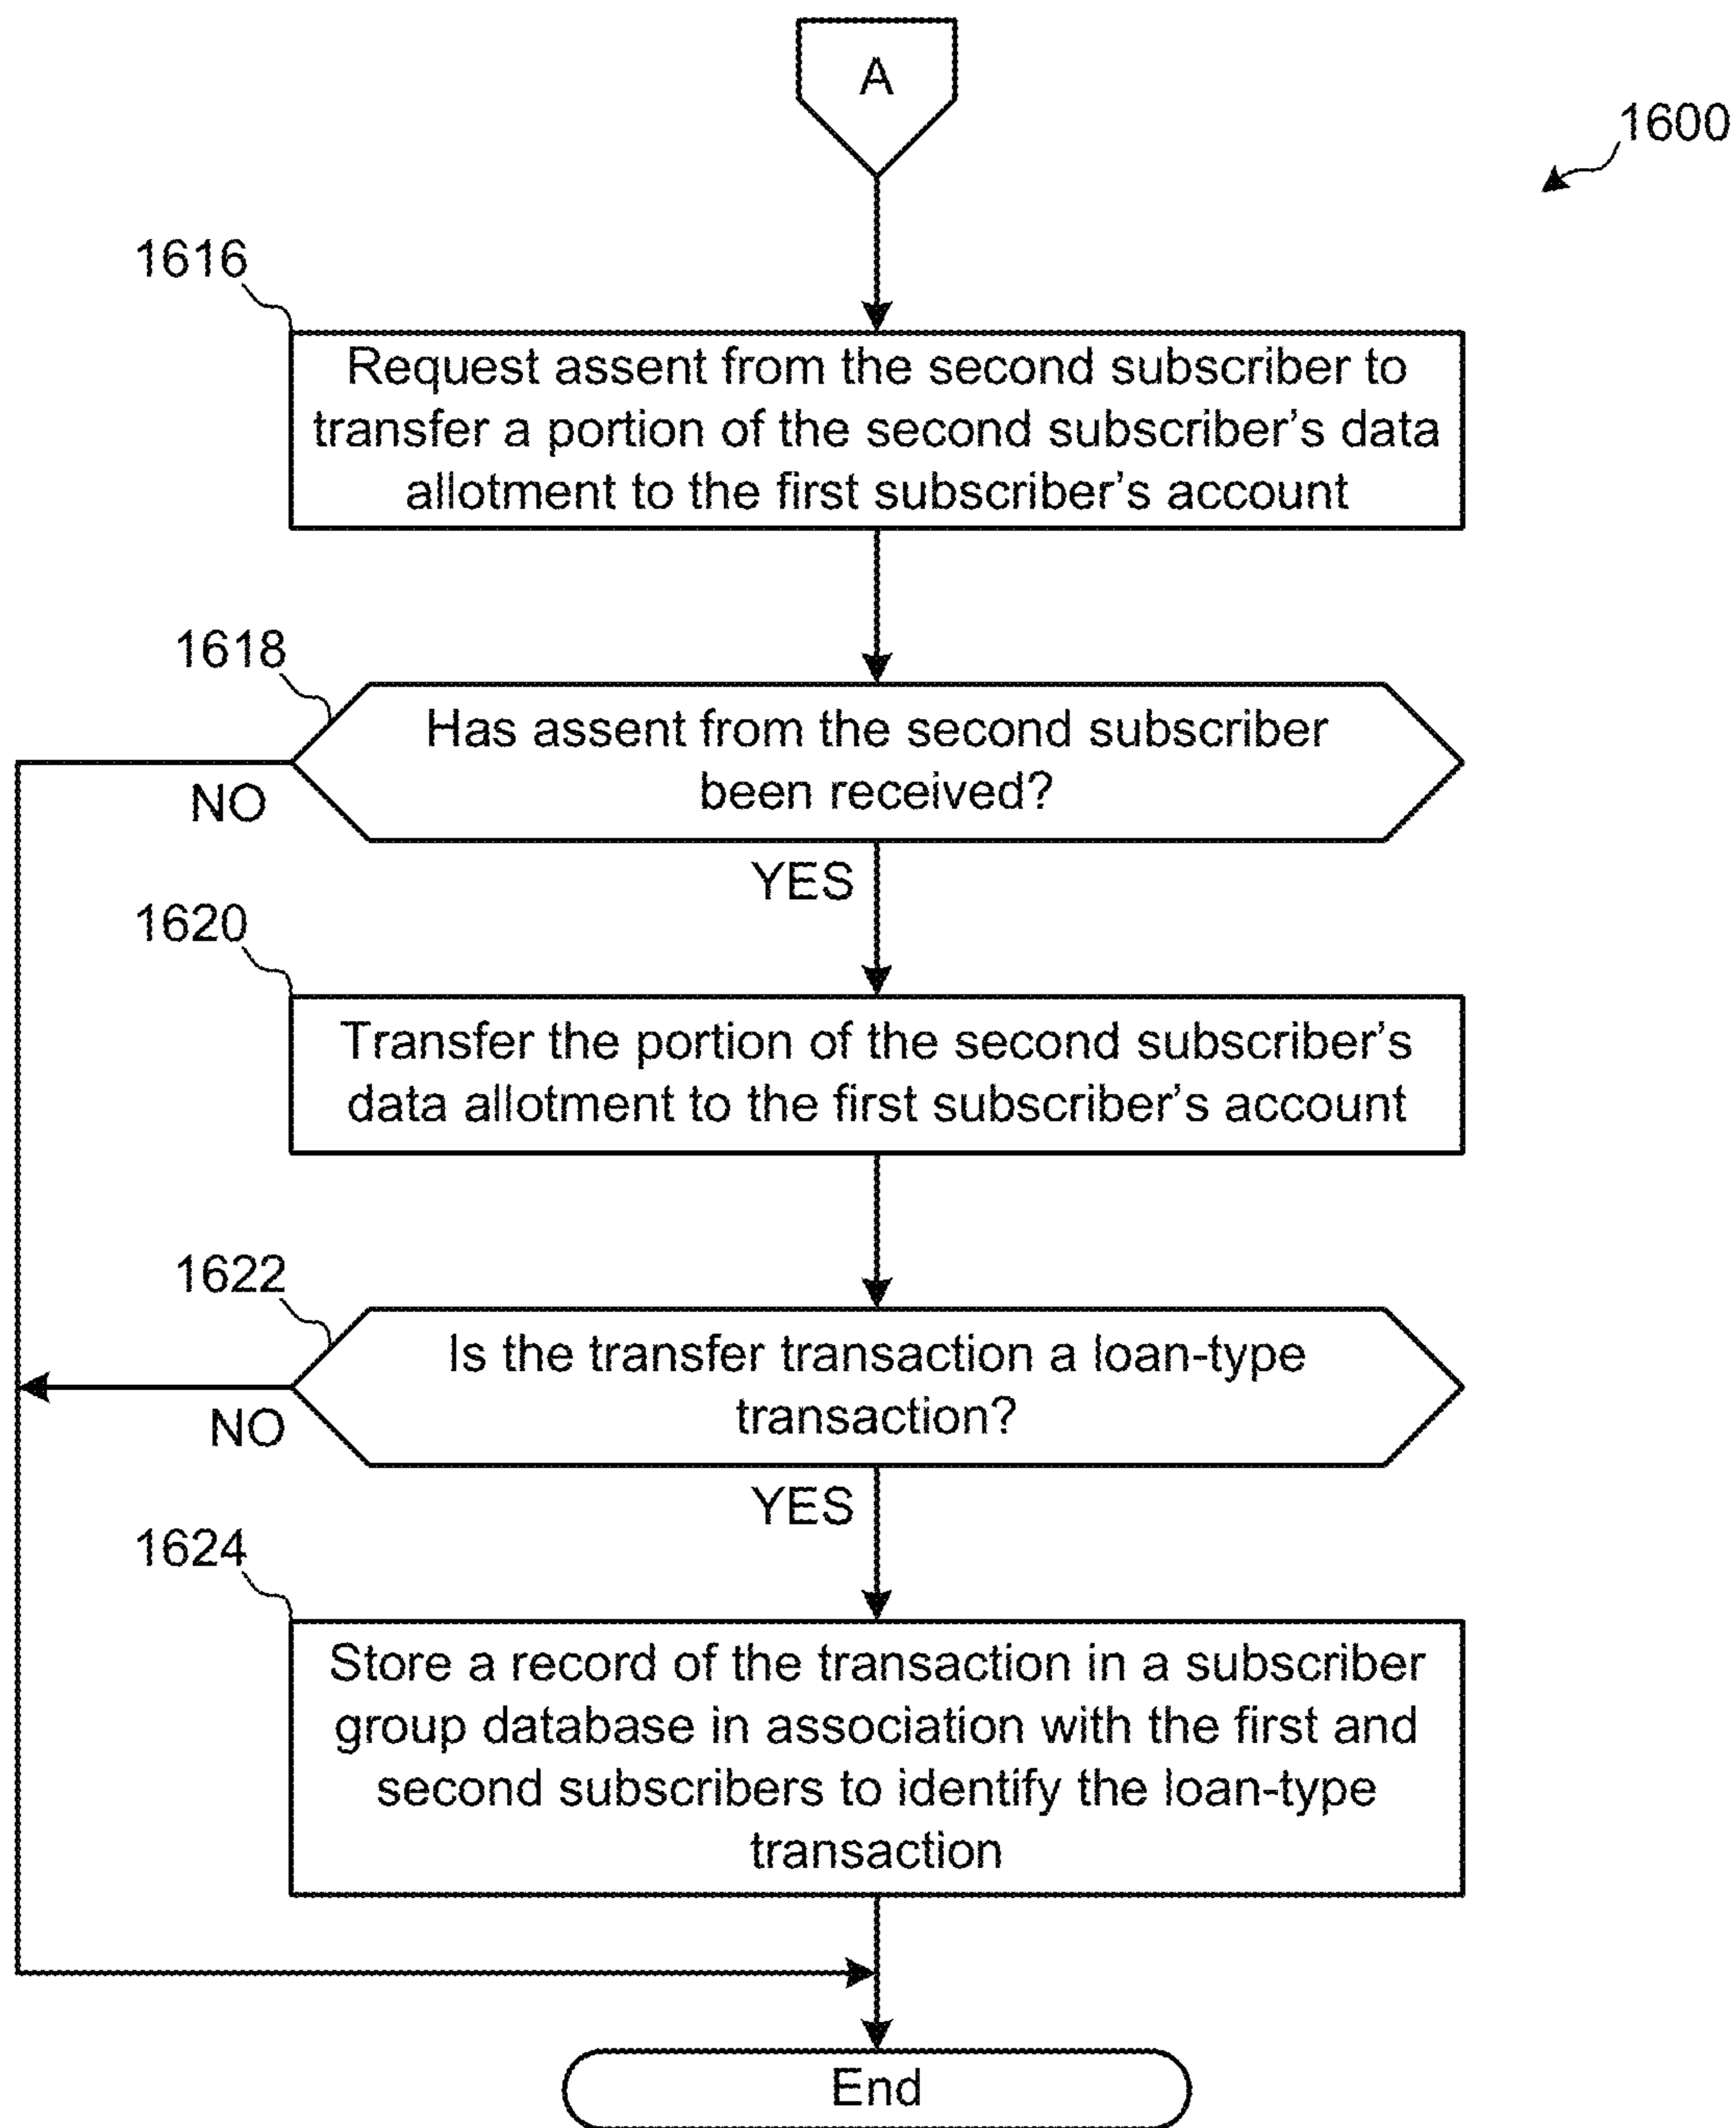 A
1600
1616
Request assent from the second subscriber to
transfer a portion of the second subscriber’s data
allotment to the first subscriber’s account
1618
Has assent from the second subscriber
been received?
NO
YES
1620
Transfer the portion of the second subscriber’s
data allotment to the first subscriber’s account
1622
Is the transfer transaction a loan-type
transaction?
NO
YES
1624
Store a record of the transaction in a subscriber
group database in association with the first and
second subscribers to identify the loan-type
transaction
End